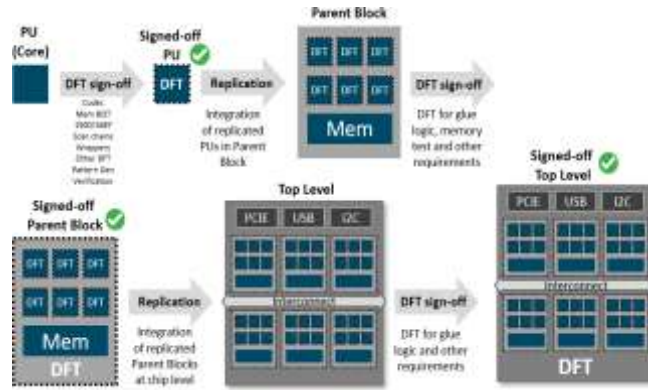 PU
(Core)
DFT sign-off
Codec
Mem BIST
Scan chains
Wrappers
Other DFT
Pattern Gen
Verification
Signed-off
PU
DFT
Replication
Integration
of replicated
PUs in Parent
Block
Parent Block
DFT DFT DFT
DFT DFT DFT
Mem
DFT sign-off
DFT for glue
logic, memory
test and other
requirements
Signed-off
Parent Block
DFT DFT DFT
DFT DFT DFT
Mem
DFT
Replication
Integration
of replicated
Parent Blocks
at chip level
Top Level
PCIE USB I2C
Interconnect
DFT sign-off
DFT for glue
logic and other
requirements
Signed-off
Top Level
PCIE USB I2C
Interconnect
DFT